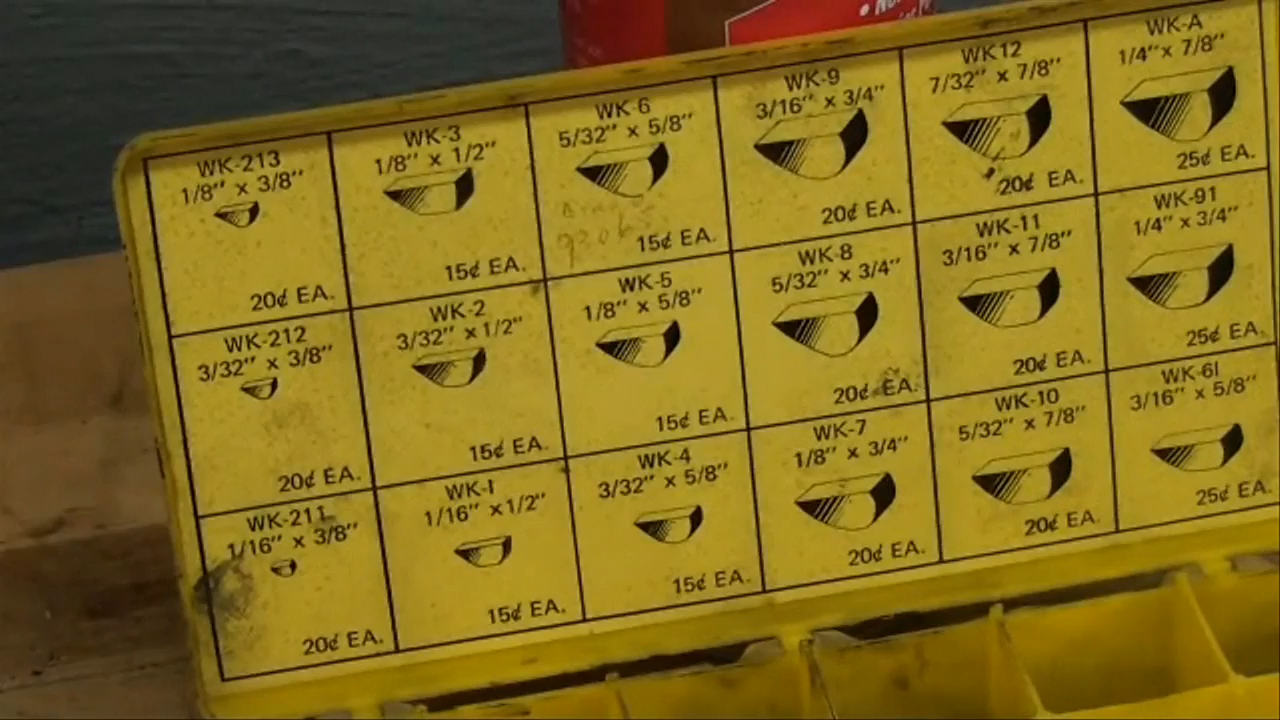 WK-213
1/8" x 3/8"
20¢ EA.
WK-3
1/8" x 1/2"
15¢ EA.
WK-6
5/32" x 5/8"
15¢ EA.
WK-9
3/16" x 3/4"
20¢ EA.
WK12
7/32" x 7/8"
20¢ EA.
WK-A
1/4" x 7/8"
25¢ EA.
WK-212
3/32" x 3/8"
20¢ EA.
WK-2
3/32" x 1/2"
15¢ EA.
WK-5
1/8" x 5/8"
15¢ EA.
WK-8
5/32" x 3/4"
20¢ EA.
WK-11
3/16" x 7/8"
20¢ EA.
WK-91
1/4" x 3/4"
25¢ EA.
WK-211
1/16" x 3/8"
20¢ EA.
WK-1
1/16" x 1/2"
15¢ EA.
WK-4
3/32" x 5/8"
15¢ EA.
WK-7
1/8" x 3/4"
20¢ EA.
WK-10
5/32" x 7/8"
20¢ EA.
WK-61
3/16" x 5/8"
25¢ EA.